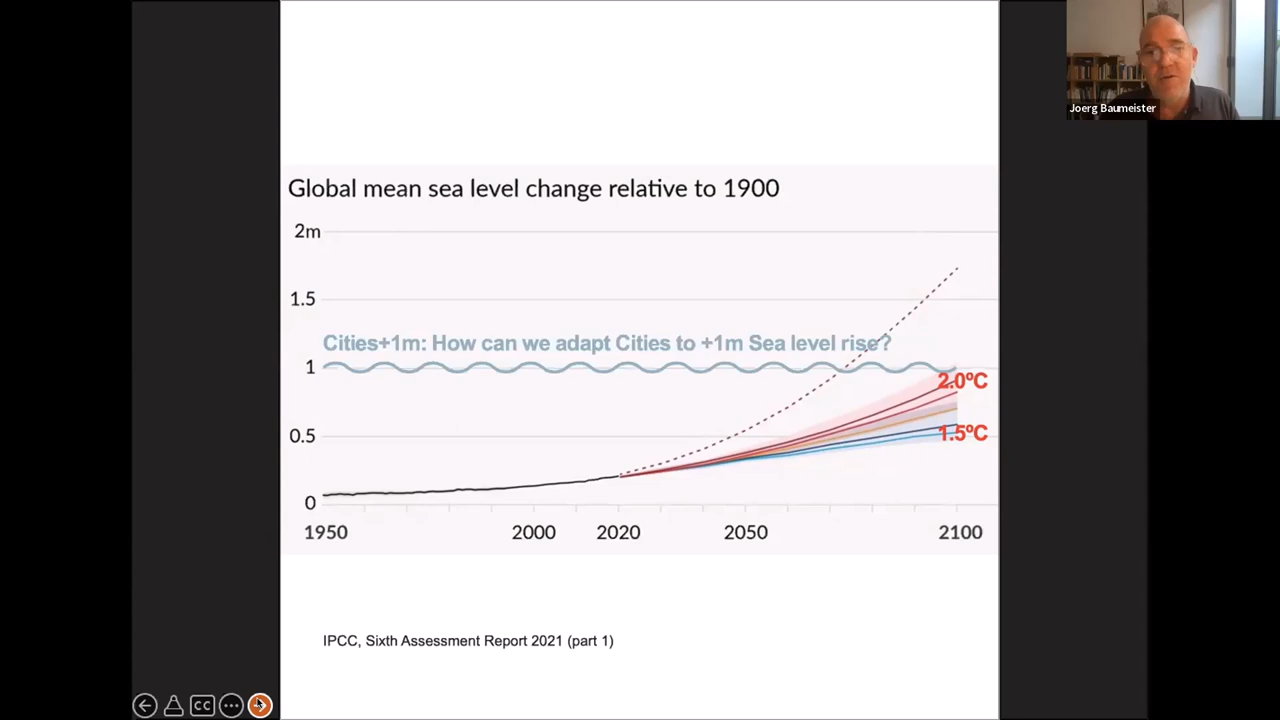 Joerg Baumeister
Global mean sea level change relative to 1900
2m
1.5
Cities+1m: How can we adapt Cities to +1m Sea level rise?
1
2.0ºC
0.5
1.5ºC
0
1950 2000 2020 2050 2100
IPCC, Sixth Assessment Report 2021 (part 1)
CC